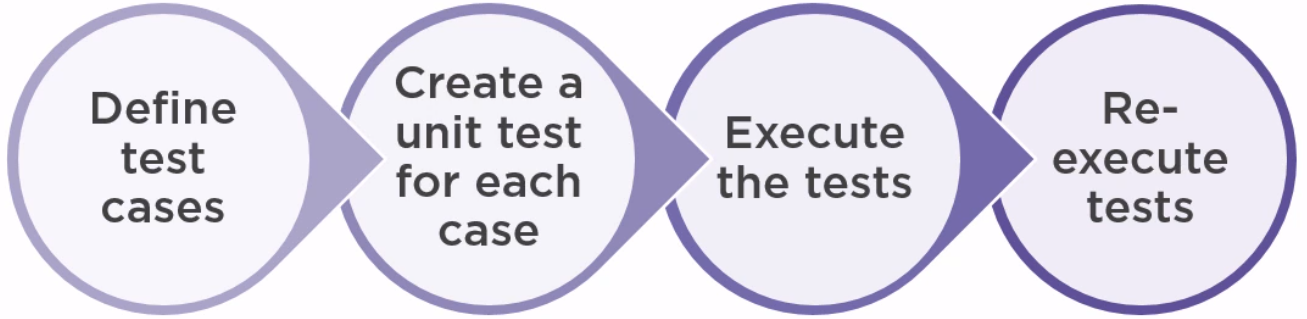 Define
test
cases
Create a
unit test
for each
case
Execute
the tests
Re-
execute
tests